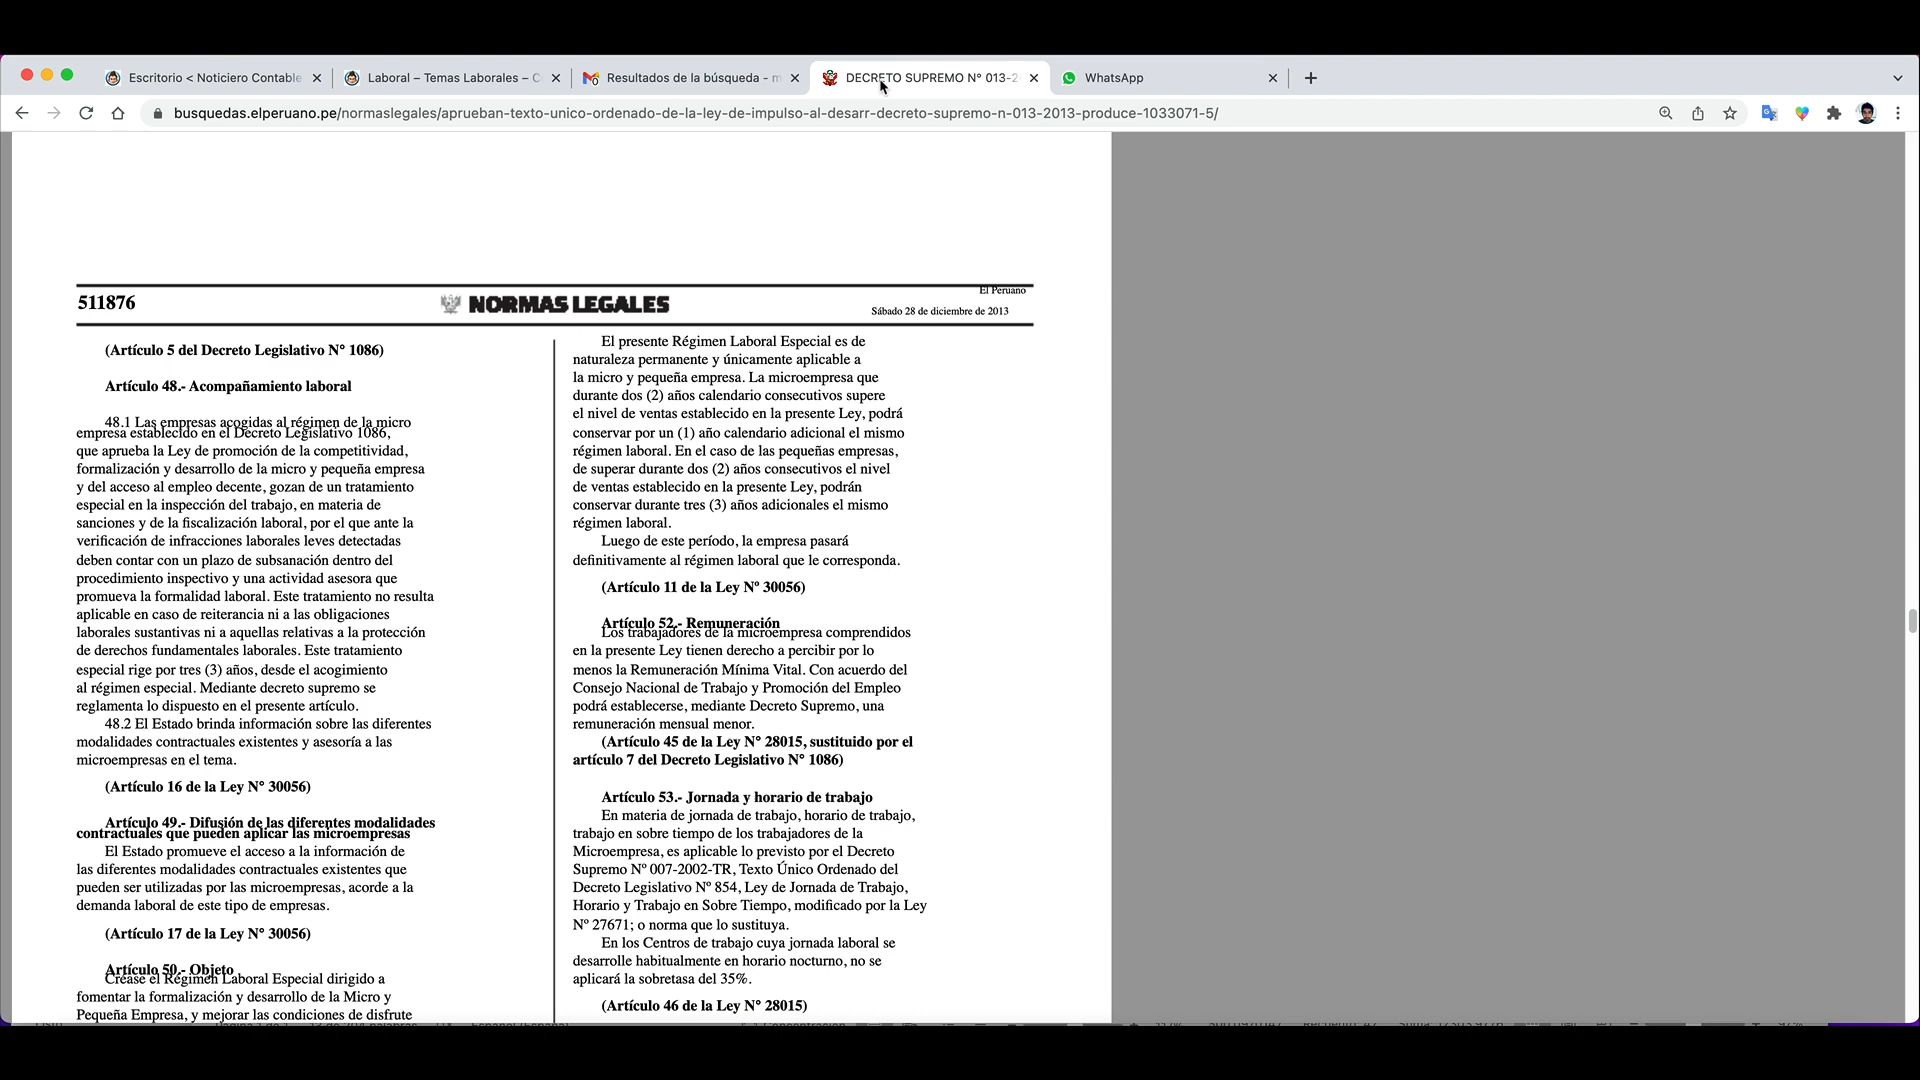 Escritorio < Noticiero Contable
Laboral – Temas Laborales – C
Resultados de la búsqueda - m
DECRETO SUPREMO N° 013-2
WhatsApp
busquedas.elperuano.pe/normaslegales/aprueban-texto-unico-ordenado-de-la-ley-de-impulso-al-desarr-decreto-supremo-n-013-2013-produce-1033071-5/
511876
NORMAS LEGALES
El Peruano
Sábado 28 de diciembre de 2013
(Artículo 5 del Decreto Legislativo N° 1086)
Artículo 48.- Acompañamiento laboral
48.1 Las empresas acogidas al régimen de la micro
empresa establecido en el Decreto Legislativo 1086,
que aprueba la Ley de promoción de la competitividad,
formalización y desarrollo de la micro y pequeña empresa
y del acceso al empleo decente, gozan de un tratamiento
especial en la inspección del trabajo, en materia de
sanciones y de la fiscalización laboral, por el que ante la
verificación de infracciones laborales leves detectadas
deben contar con un plazo de subsanación dentro del
procedimiento inspectivo y una actividad asesora que
promueva la formalidad laboral. Este tratamiento no resulta
aplicable en caso de reiterancia ni a las obligaciones
laborales sustantivas ni a aquellas relativas a la protección
de derechos fundamentales laborales. Este tratamiento
especial rige por tres (3) años, desde el acogimiento
al régimen especial. Mediante decreto supremo se
reglamenta lo dispuesto en el presente artículo.
48.2 El Estado brinda información sobre las diferentes
modalidades contractuales existentes y asesoría a las
microempresas en el tema.
(Artículo 16 de la Ley N° 30056)
Artículo 49.- Difusión de las diferentes modalidades
contractuales que pueden aplicar las microempresas
El Estado promueve el acceso a la información de
las diferentes modalidades contractuales existentes que
pueden ser utilizadas por las microempresas, acorde a la
demanda laboral de este tipo de empresas.
(Artículo 17 de la Ley N° 30056)
Artículo 50.- Objeto
Créase el Régimen Laboral Especial dirigido a
fomentar la formalización y desarrollo de la Micro y
Pequeña Empresa, y mejorar las condiciones de disfrute
El presente Régimen Laboral Especial es de
naturaleza permanente y únicamente aplicable a
la micro y pequeña empresa. La microempresa que
durante dos (2) años calendario consecutivos supere
el nivel de ventas establecido en la presente Ley, podrá
conservar por un (1) año calendario adicional el mismo
régimen laboral. En el caso de las pequeñas empresas,
de superar durante dos (2) años consecutivos el nivel
de ventas establecido en la presente Ley, podrán
conservar durante tres (3) años adicionales el mismo
régimen laboral.
Luego de este período, la empresa pasará
definitivamente al régimen laboral que le corresponda.
(Artículo 11 de la Ley Nº 30056)
Artículo 52.- Remuneración
Los trabajadores de la microempresa comprendidos
en la presente Ley tienen derecho a percibir por lo
menos la Remuneración Mínima Vital. Con acuerdo del
Consejo Nacional de Trabajo y Promoción del Empleo
podrá establecerse, mediante Decreto Supremo, una
remuneración mensual menor.
(Artículo 45 de la Ley N° 28015, sustituido por el
artículo 7 del Decreto Legislativo N° 1086)
Artículo 53.- Jornada y horario de trabajo
En materia de jornada de trabajo, horario de trabajo,
trabajo en sobre tiempo de los trabajadores de la
Microempresa, es aplicable lo previsto por el Decreto
Supremo Nº 007-2002-TR, Texto Único Ordenado del
Decreto Legislativo Nº 854, Ley de Jornada de Trabajo,
Horario y Trabajo en Sobre Tiempo, modificado por la Ley
Nº 27671; o norma que lo sustituya.
En los Centros de trabajo cuya jornada laboral se
desarrolle habitualmente en horario nocturno, no se
aplicará la sobretasa del 35%.
(Artículo 46 de la Ley N° 28015)